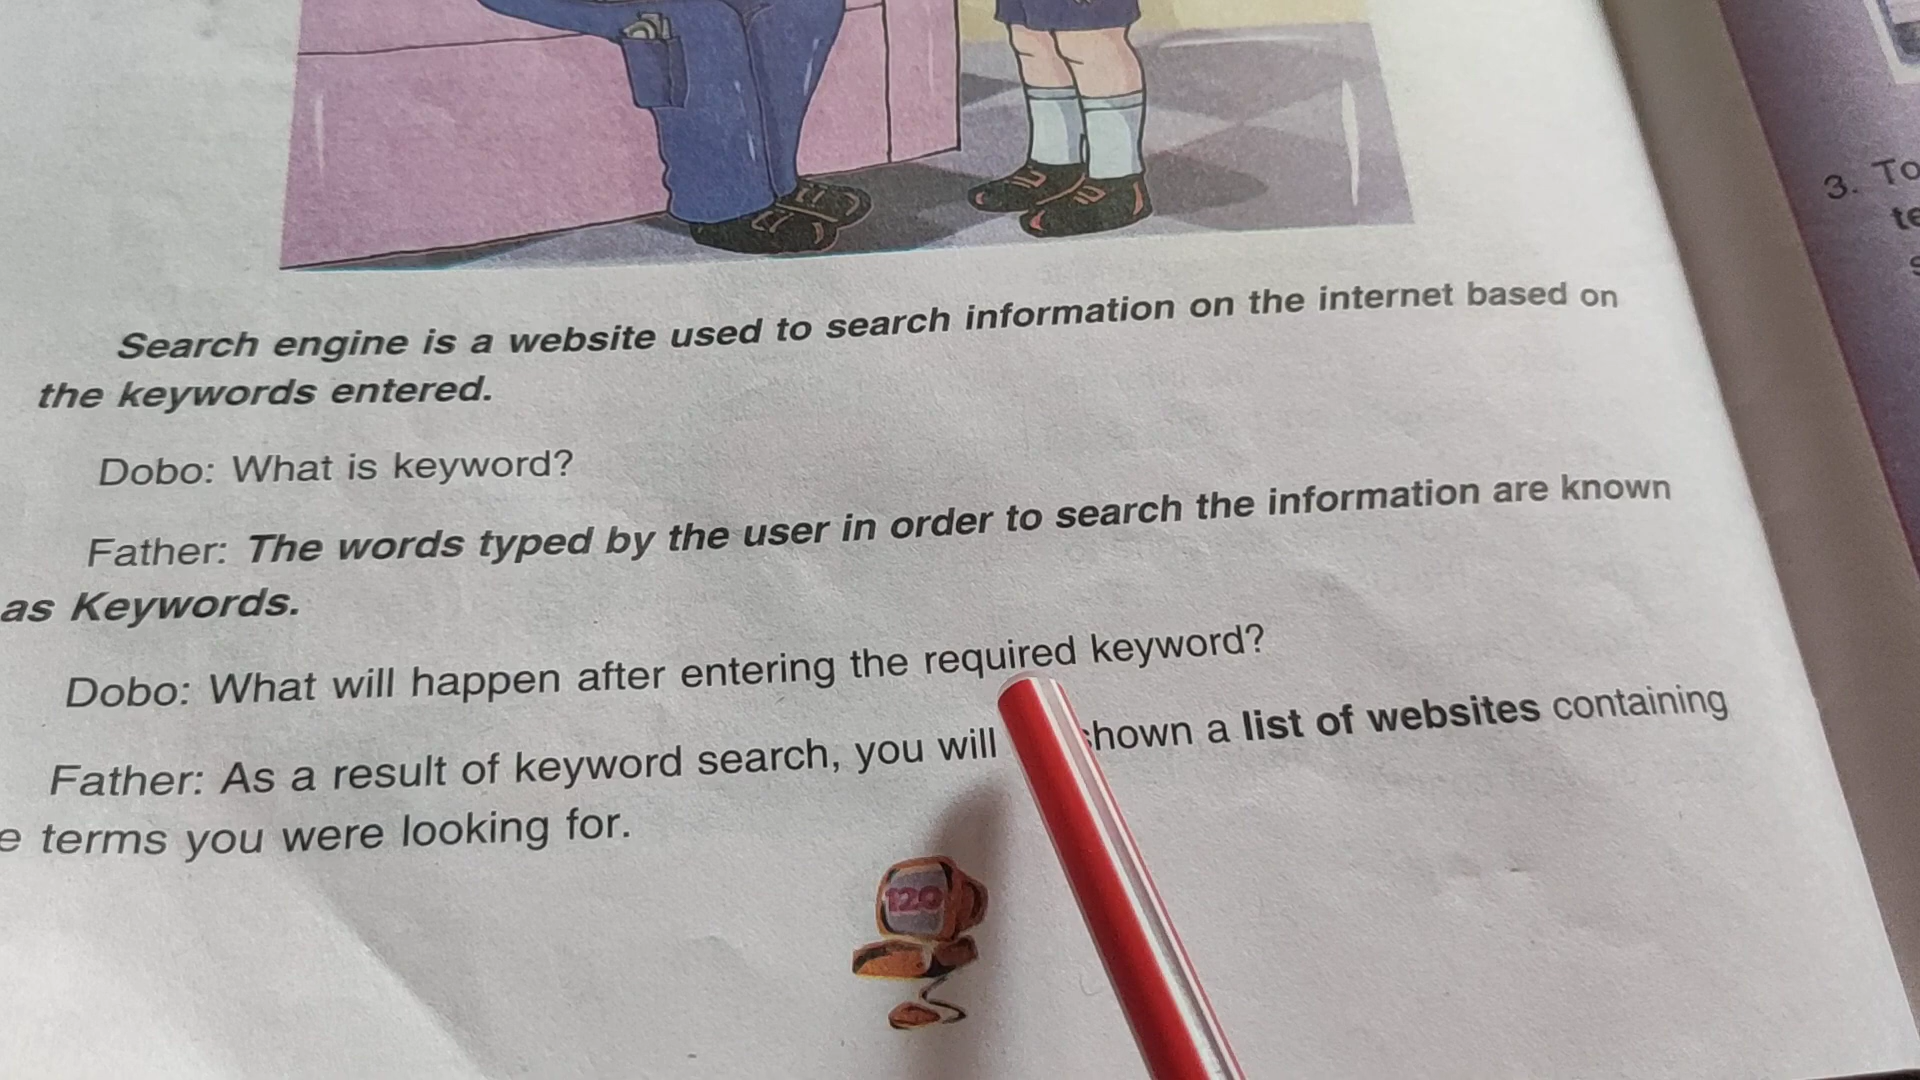 Search engine is a website used to search information on the internet based on
the keywords entered.
Dobo: What is keyword?
Father: The words typed by the user in order to search the information are known
as Keywords.
Dobo: What will happen after entering the required keyword?
Father: As a result of keyword search, you will shown a list of websites containing
terms you were looking for.
120
3. To